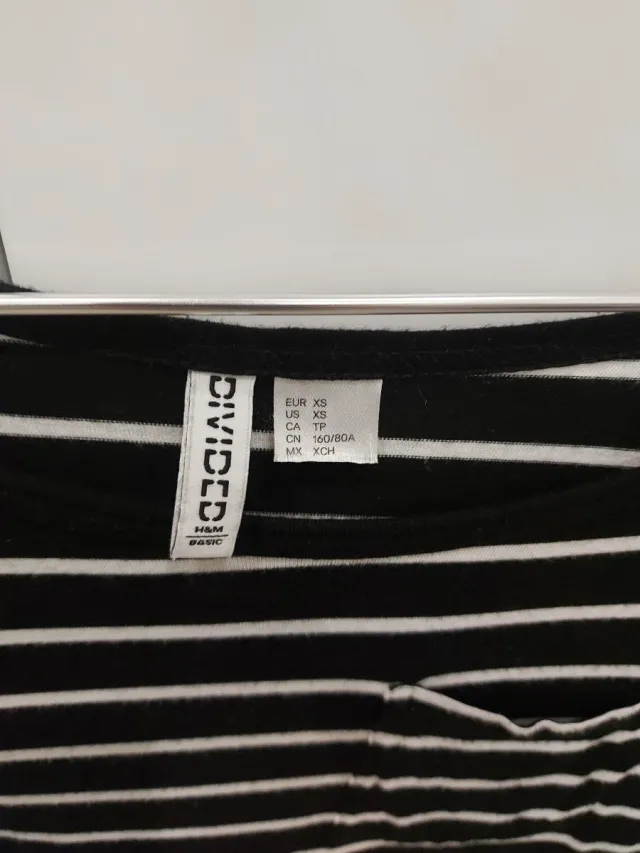 DIVIDED
H&M
BASIC
EUR XS
US XS
CA TP
CN 160/80A
MX XCH